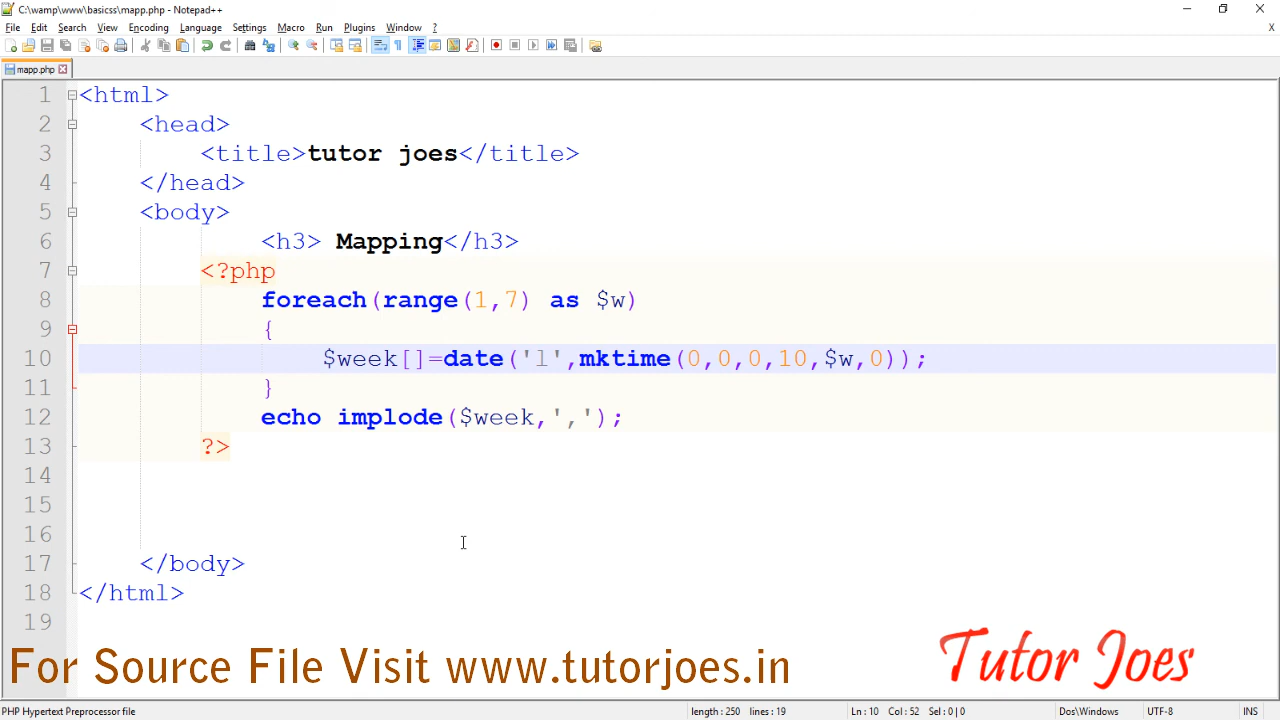 C:\wamp\www\basicss\mapp.php - Notepad++
File Edit Search View Encoding Language Settings Macro Run Plugins Window ?
X
mapp.php
1 <html>
2 <head>
3 <title>tutor joes</title>
4 </head>
5 <body>
6 <h3> Mapping</h3>
7 <?php
8 foreach(range(1,7) as $w)
9 {
10 $week[]=date('l',mktime(0,0,0,10,$w,0));
11 }
12 echo implode($week,',');
13 ?>
14
15
16
17 </body>
18 </html>
19
For Source File Visit www.tutorjoes.in
Tutor Joes
PHP Hypertext Preprocessor file length : 250 lines : 19 Ln : 10 Col : 52 Sel : 0 | 0 Dos\Windows UTF-8 INS